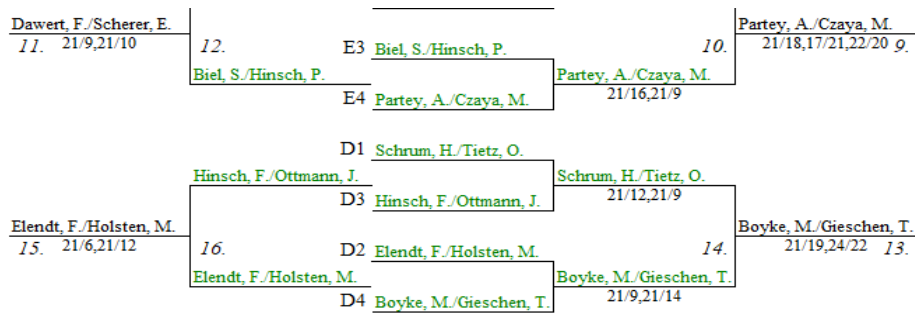 Dawert, F./Scherer, E.
11. 21/9,21/10
12.
E3 Biel, S./Hinsch, P.
10.
Partey, A./Czaya, M.
21/18,17/21,22/20 9.
Biel, S./Hinsch, P.
Partey, A./Czaya, M.
21/16,21/9
E4 Partey, A./Czaya, M.
D1 Schrum, H./Tietz, O.
Hinsch, F./Ottmann, J.
Schrum, H./Tietz, O.
21/12,21/9
D3 Hinsch, F./Ottmann, J.
Elendt, F./Holsten, M.
15. 21/6,21/12
16.
D2 Elendt, F./Holsten, M.
14.
Boyke, M./Gieschen, T.
21/19,24/22 13.
Elendt, F./Holsten, M.
Boyke, M./Gieschen, T.
21/9,21/14
D4 Boyke, M./Gieschen, T.